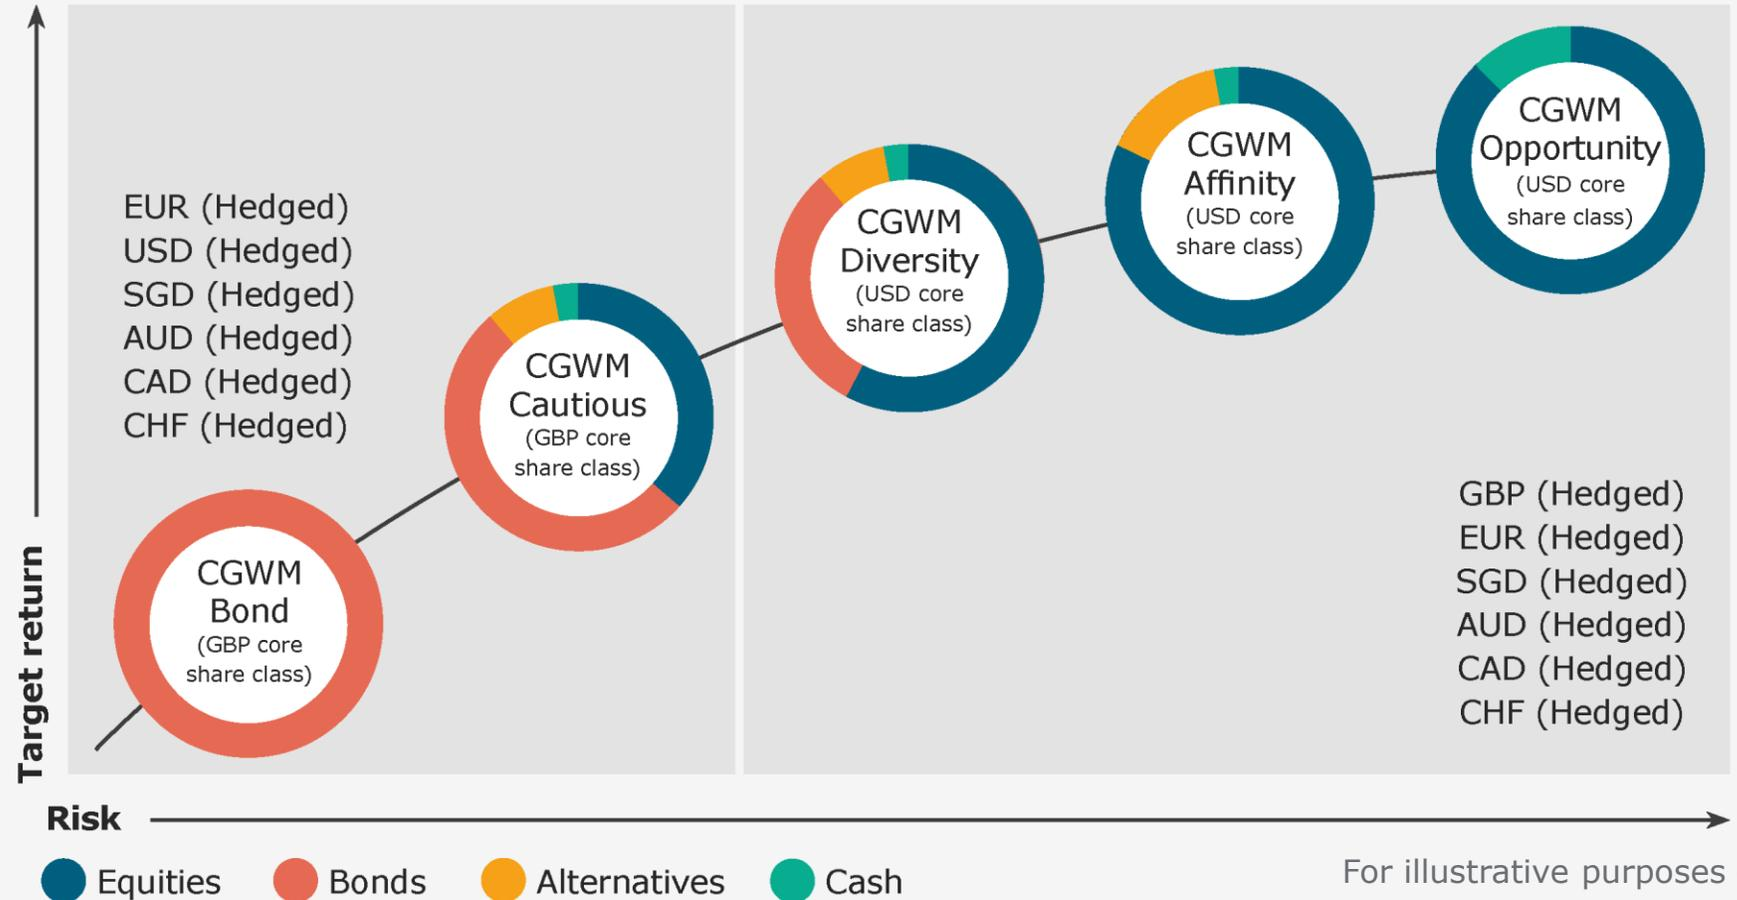 Target return
EUR (Hedged)
USD (Hedged)
SGD (Hedged)
AUD (Hedged)
CAD (Hedged)
CHF (Hedged)
CGWM
Bond
(GBP core
share class)
CGWM
Cautious
(GBP core
share class)
CGWM
Diversity
(USD core
share class)
CGWM
Affinity
(USD core
share class)
CGWM
Opportunity
(USD core
share class)
GBP (Hedged)
EUR (Hedged)
SGD (Hedged)
AUD (Hedged)
CAD (Hedged)
CHF (Hedged)
Risk
Equities
Bonds
Alternatives
Cash
For illustrative purposes